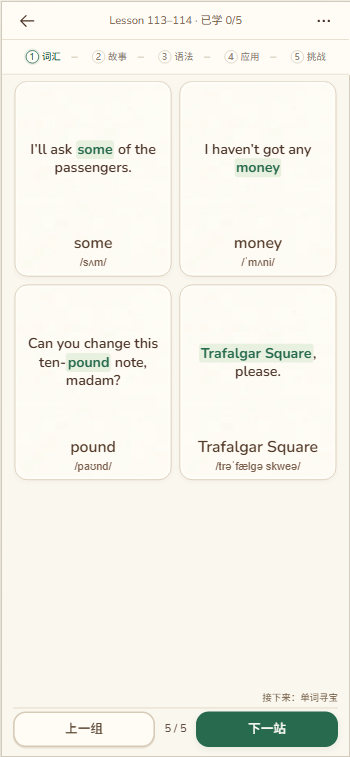 Lesson 113–114 · 已学 0/5
1 词汇 — 2 故事 — 3 语法 — 4 应用 — 5 挑战
I'll ask some of the
passengers.
some
/sʌm/
I haven't got any
money
money
/ˈmʌni/
Can you change this
ten-pound note,
madam?
pound
/paʊnd/
Trafalgar Square,
please.
Trafalgar Square
/trəˈfælgə skweə/
接下来：单词寻宝
上一组
5 / 5
下一站